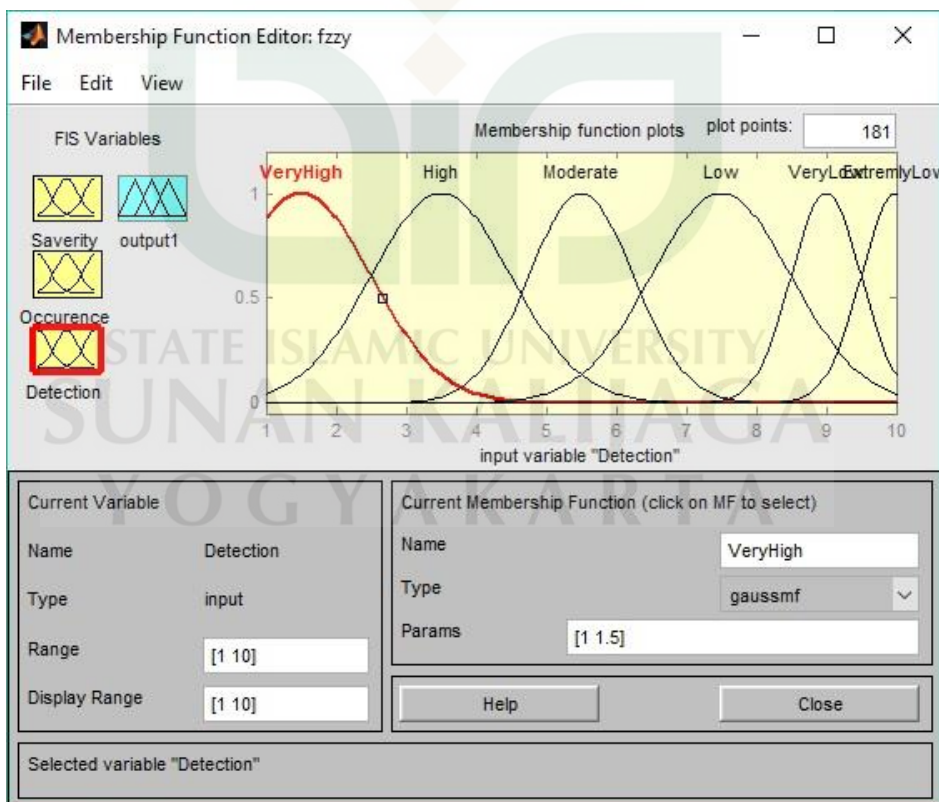 Membership Function Editor: fzzy
File Edit View
FIS Variables
Membership function plots plot points: 181
Saverity output1
Occurence
Detection
VeryHigh High Moderate Low VeryLow ExtremlyLow
1
0.5
0
1 2 3 4 5 6 7 8 9 10
input variable "Detection"
STATE ISLAMIC UNIVERSITY
SUNAN KALIJAGA
YOGYAKARTA
Current Variable
Name Detection
Type input
Range [1 10]
Display Range [1 10]
Current Membership Function (click on MF to select)
Name VeryHigh
Type gaussmf
Params [1 1.5]
Help Close
Selected variable "Detection"